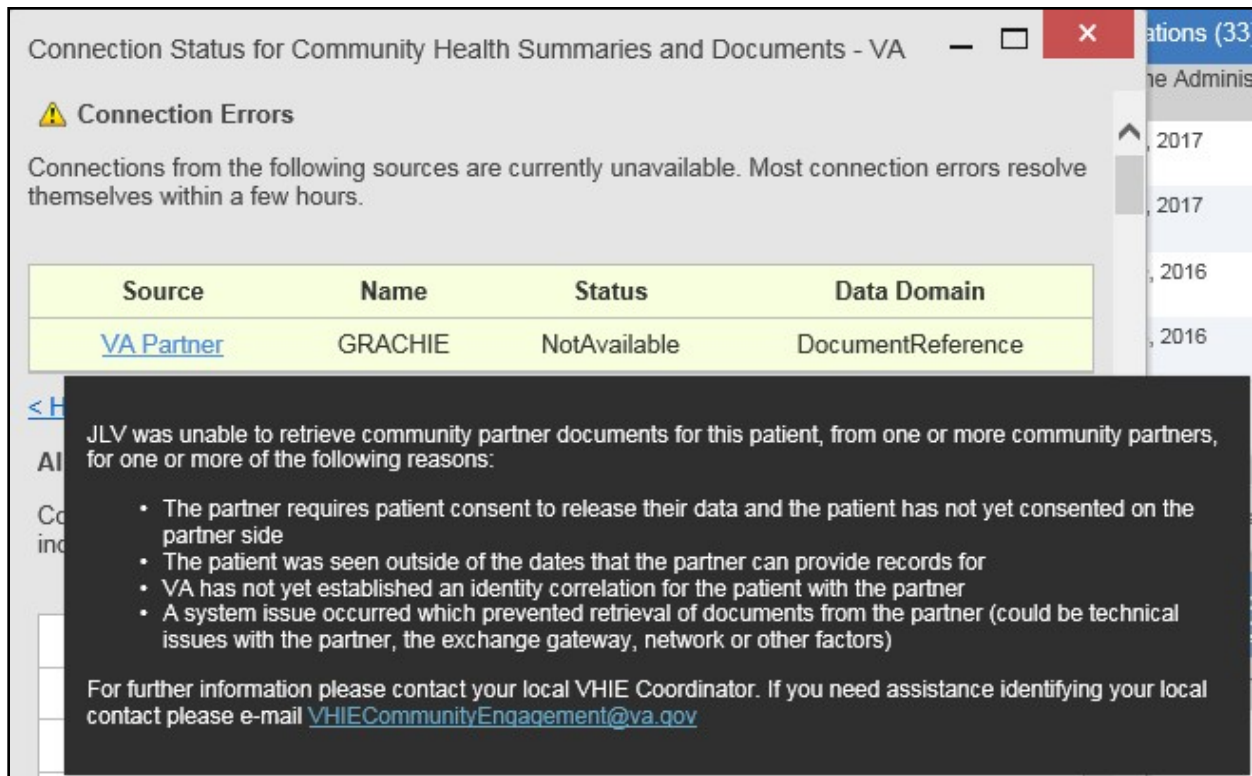 Connection Status for Community Health Summaries and Documents - VA
ations (33
ne Adminis
Connection Errors
Connections from the following sources are currently unavailable. Most connection errors resolve
themselves within a few hours.
, 2017
, 2017
, 2016
, 2016
Source Name Status Data Domain
VA Partner GRACHIE NotAvailable DocumentReference
< H
JLV was unable to retrieve community partner documents for this patient, from one or more community partners,
for one or more of the following reasons:
Al
Co
inc
• The partner requires patient consent to release their data and the patient has not yet consented on the
partner side
• The patient was seen outside of the dates that the partner can provide records for
• VA has not yet established an identity correlation for the patient with the partner
• A system issue occurred which prevented retrieval of documents from the partner (could be technical
issues with the partner, the exchange gateway, network or other factors)
For further information please contact your local VHIE Coordinator. If you need assistance identifying your local
contact please e-mail VHIECommunityEngagement@va.gov